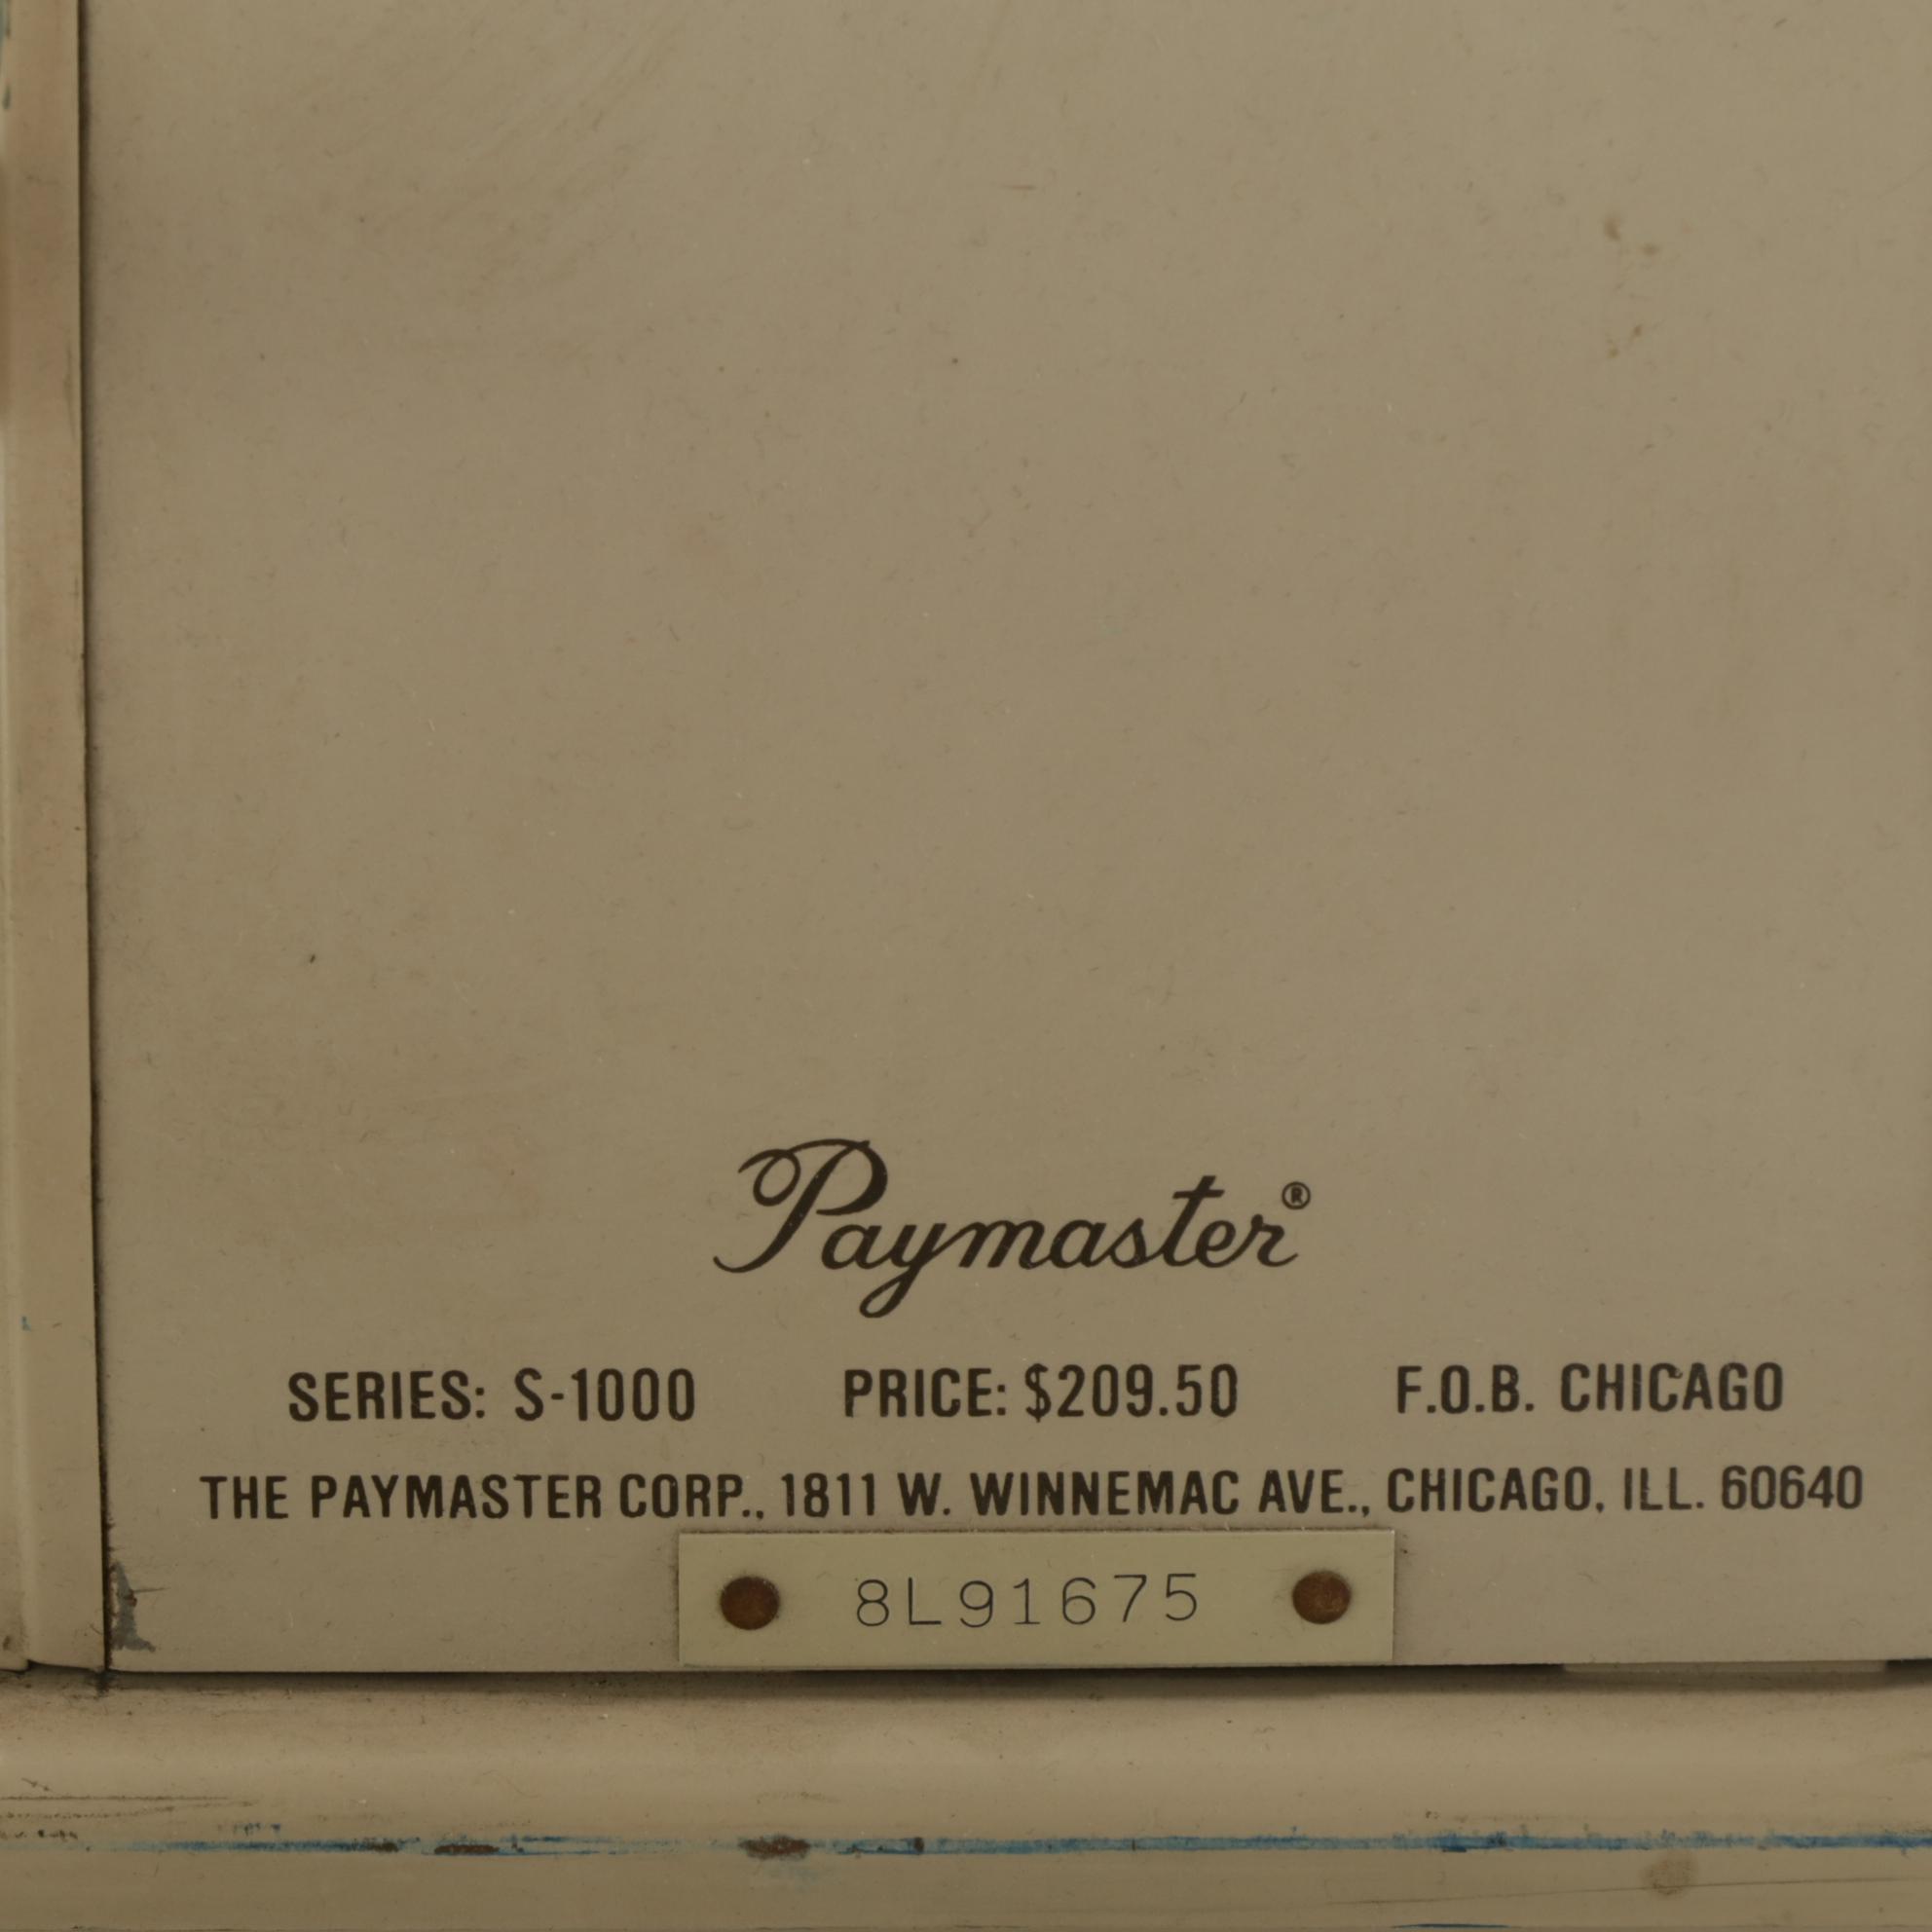 Paymaster®
SERIES: S-1000 PRICE: $209.50 F.O.B. CHICAGO
THE PAYMASTER CORP., 1811 W. WINNEMAC AVE., CHICAGO, ILL. 60640
8L91675